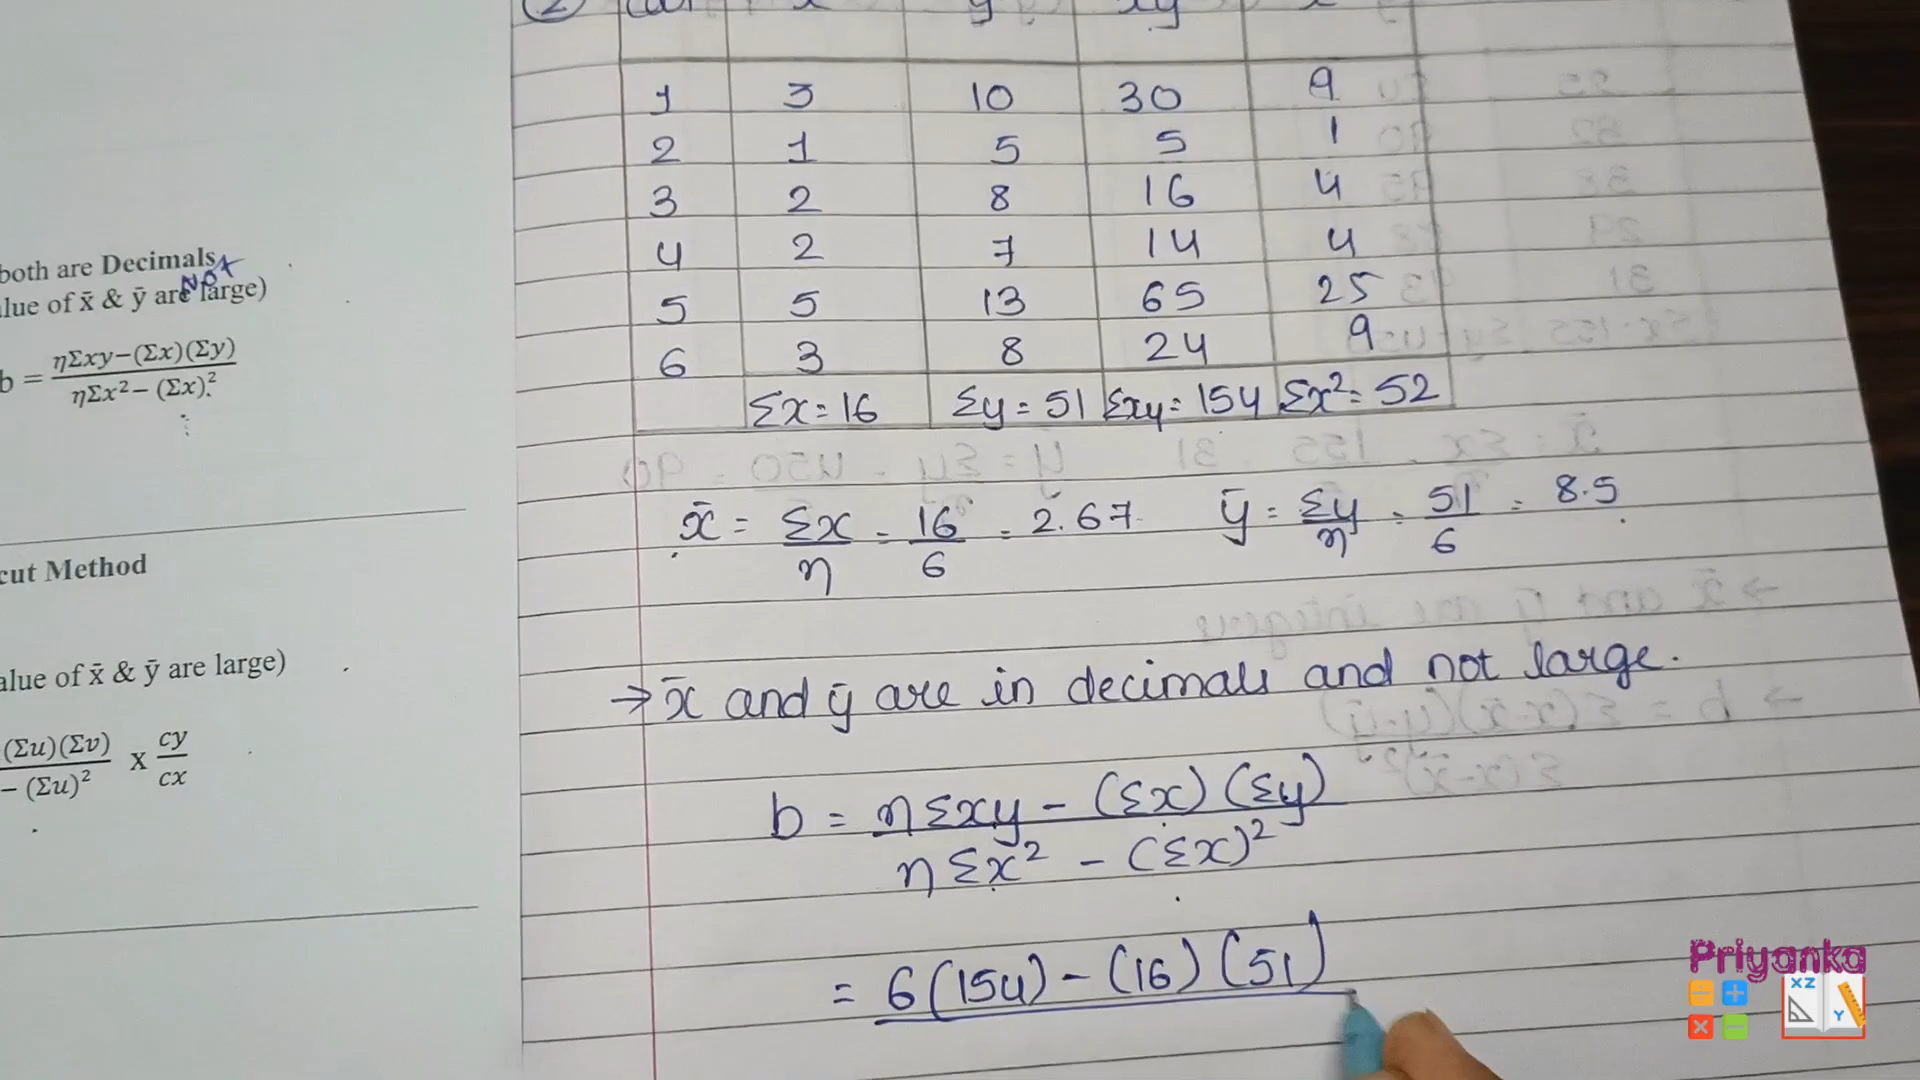 both are Decimals
Not
lue of x̄ & ȳ are large)
b = ηΣxy−(Σx)(Σy) / ηΣx² − (Σx)²
cut Method
alue of x̄ & ȳ are large)
(Σu)(Σv) / − (Σu)² x cy / cx
2 x y xy
1 3 10 30 9
2 1 5 5 1
3 2 8 16 4
4 2 7 14 4
5 5 13 65 25
6 3 8 24 9
Σx = 16 Σy = 51 Σxy = 154 Σx² = 52
x̄ = Σx / η = 16 / 6 = 2.67 ȳ = Σy / η = 51 / 6 = 8.5
→ x̄ and ȳ are in decimals and not large.
b = ηΣxy − (Σx)(Σy) / ηΣx² − (Σx)²
= 6(154) − (16)(51)
Priyanka
XZ
Y